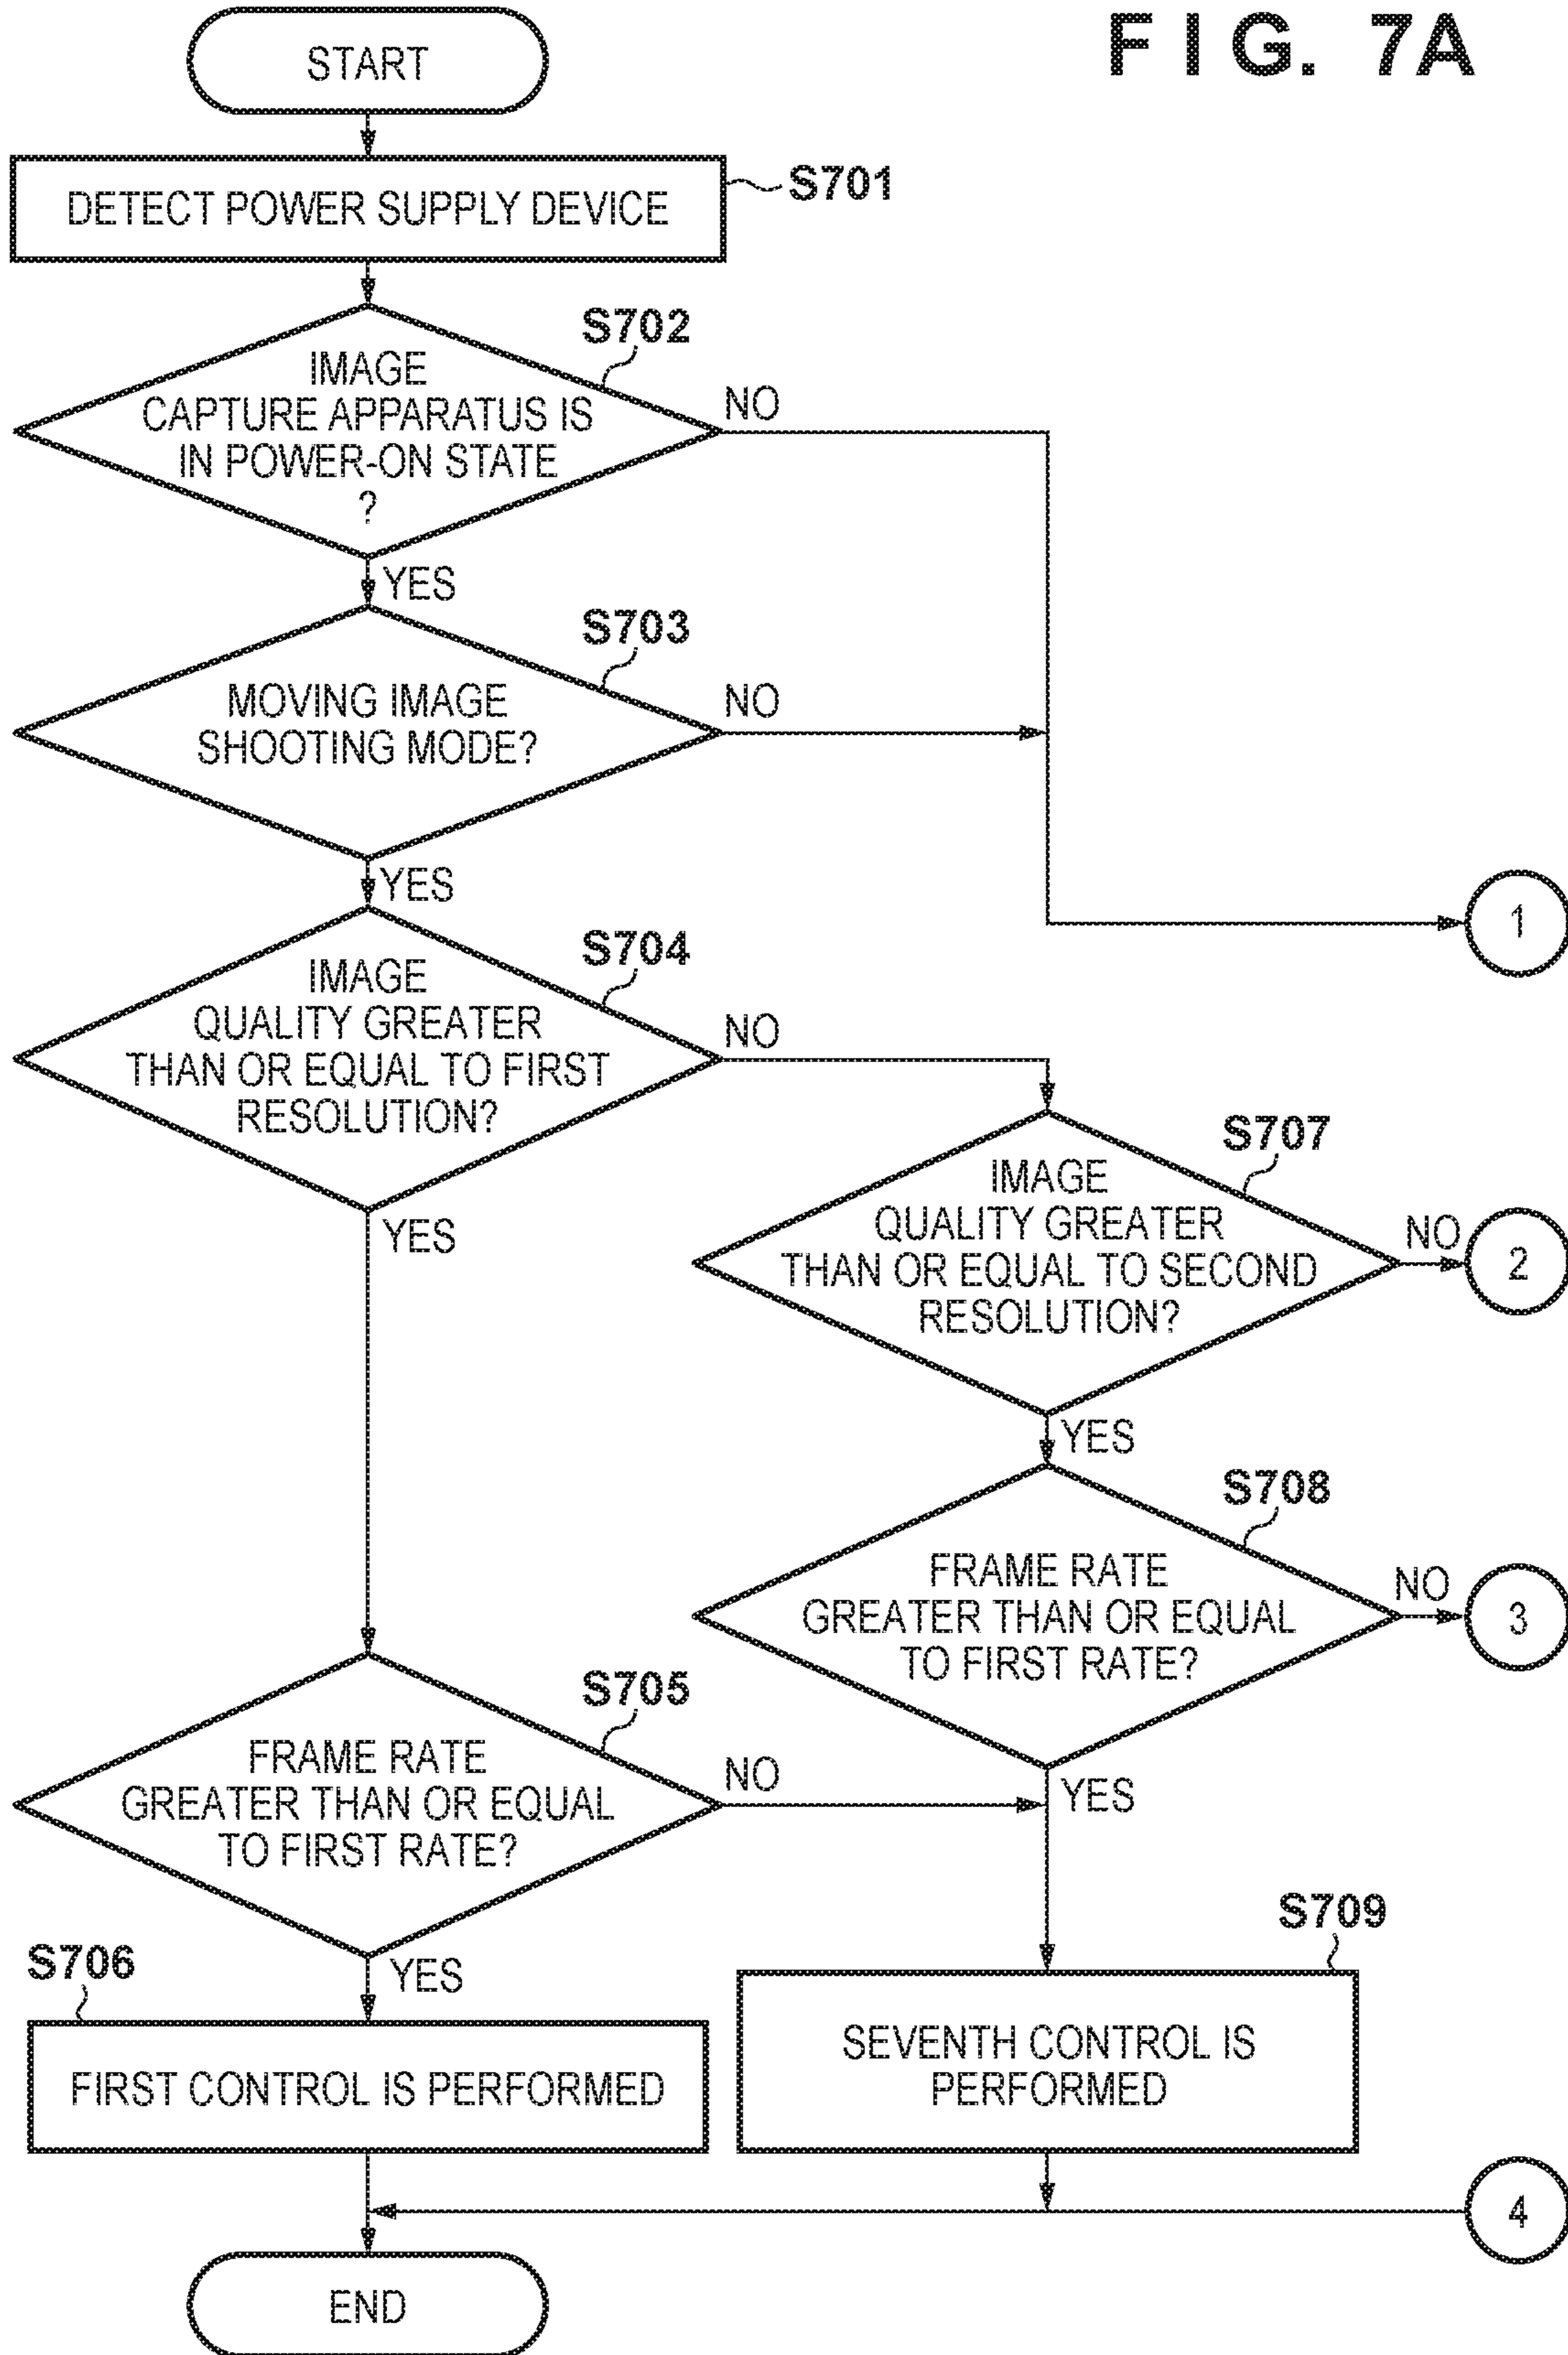 FIG. 7A
START
S701
DETECT POWER SUPPLY DEVICE
S702
IMAGE
CAPTURE APPARATUS IS
IN POWER-ON STATE
?
NO
YES
S703
MOVING IMAGE
SHOOTING MODE?
NO
YES
1
S704
IMAGE
QUALITY GREATER
THAN OR EQUAL TO FIRST
RESOLUTION?
NO
YES
S707
IMAGE
QUALITY GREATER
THAN OR EQUAL TO SECOND
RESOLUTION?
NO
2
YES
S708
FRAME RATE
GREATER THAN OR EQUAL
TO FIRST RATE?
NO
3
YES
S705
FRAME RATE
GREATER THAN OR EQUAL
TO FIRST RATE?
NO
YES
S706
FIRST CONTROL IS PERFORMED
S709
SEVENTH CONTROL IS
PERFORMED
4
END